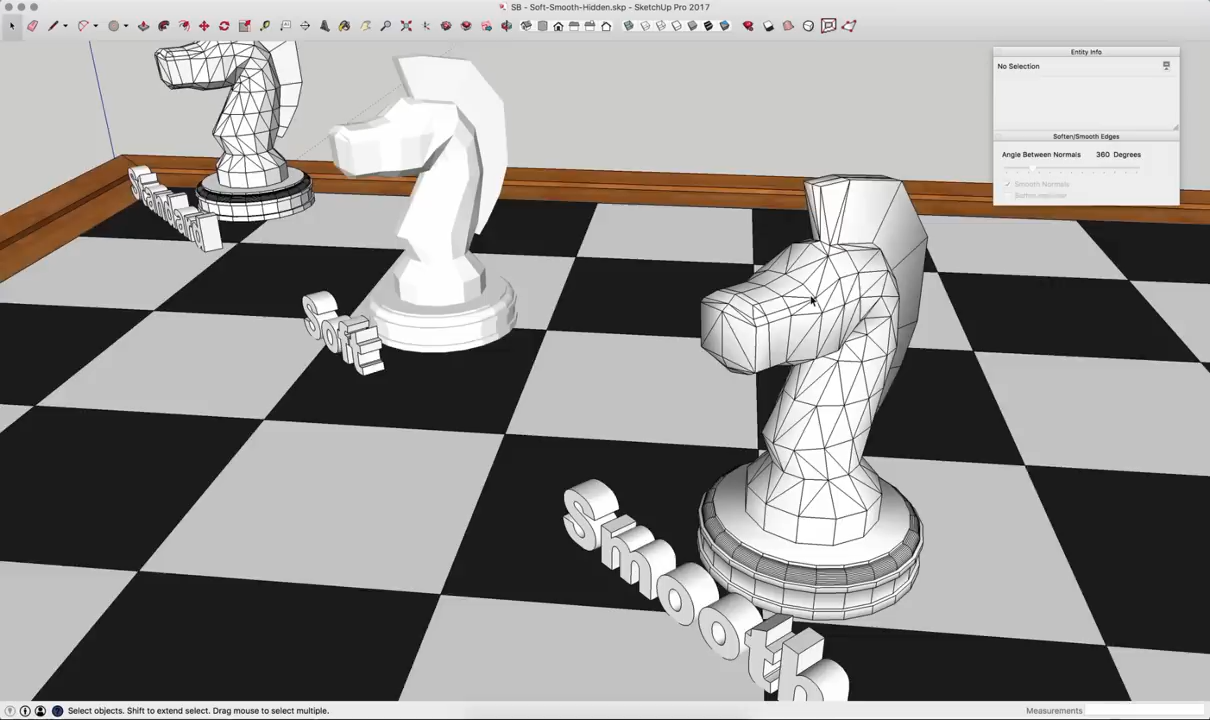 SB - Soft-Smooth-Hidden.skp - SketchUp Pro 2017
Entity Info
No Selection
Soften/Smooth Edges
Angle Between Normals 360 Degrees
Smooth Normals
Soften coplanar
Standard
Soft
Smooth
Select objects. Shift to extend select. Drag mouse to select multiple.
Measurements